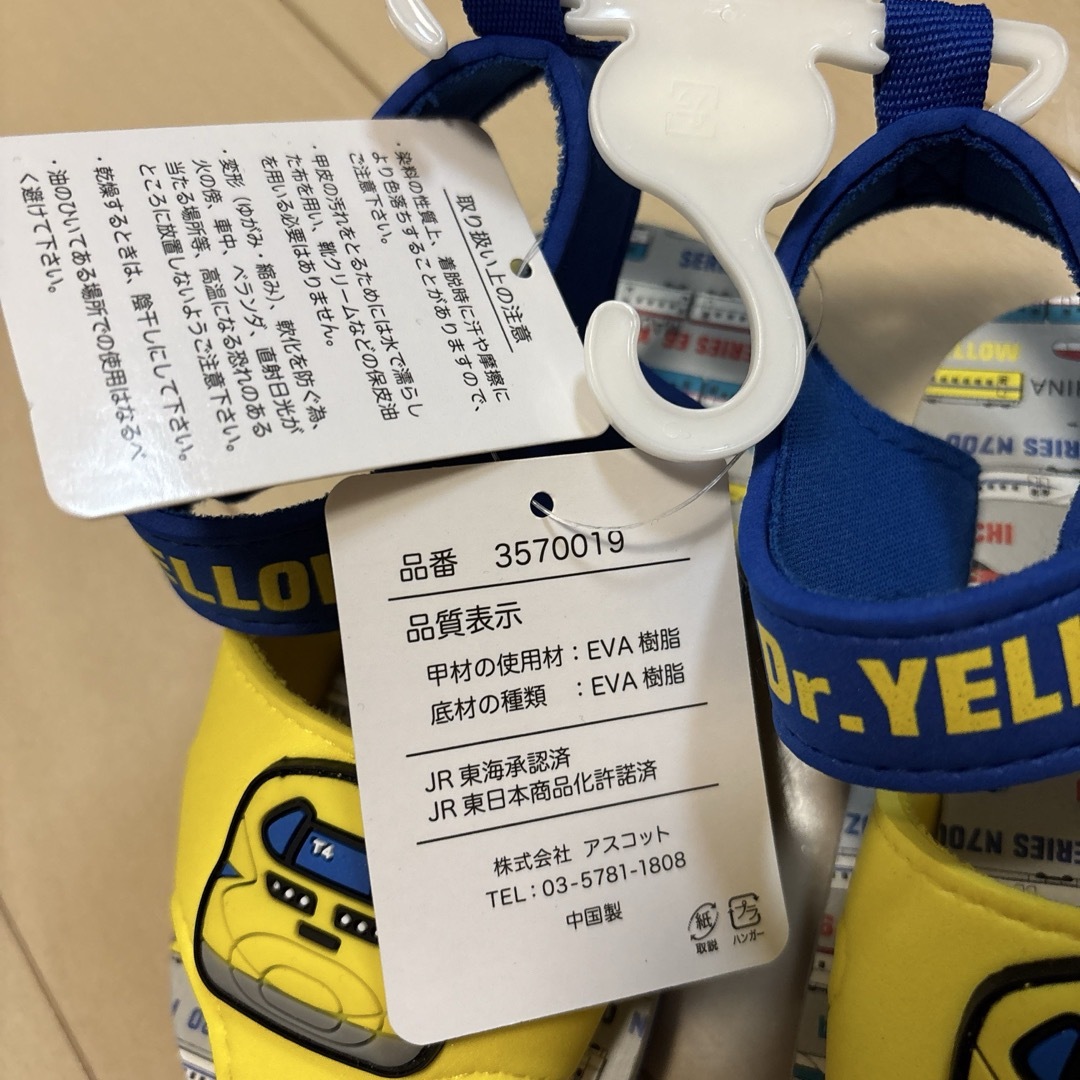 取り扱い上の注意
・染料の性質上、着脱時に汗や摩擦に
より色落ちすることがありますので、
ご注意下さい。
・甲皮の汚れをとるためには水で濡らし
た布を用い、靴クリームなどの保皮油
を用いる必要はありません。
・変形（ゆがみ・縮み）、軟化を防ぐ為、
火の傍、車中、ベランダ、直射日光が
当たる場所等、高温になる恐れのある
ところに放置しないようご注意下さい。
・乾燥するときは、陰干しにして下さい。
・油のひいてある場所での使用はなるべ
く避けて下さい。
品番 3570019
品質表示
甲材の使用材：EVA 樹脂
底材の種類 ：EVA 樹脂
JR 東海承認済
JR 東日本商品化許諾済
株式会社 アスコット
TEL：03-5781-1808
中国製
紙
取説
プラ
ハンガー
ELLOW
Dr.YELL
T4
SERIES E6
SERIES N700
ERIES N700